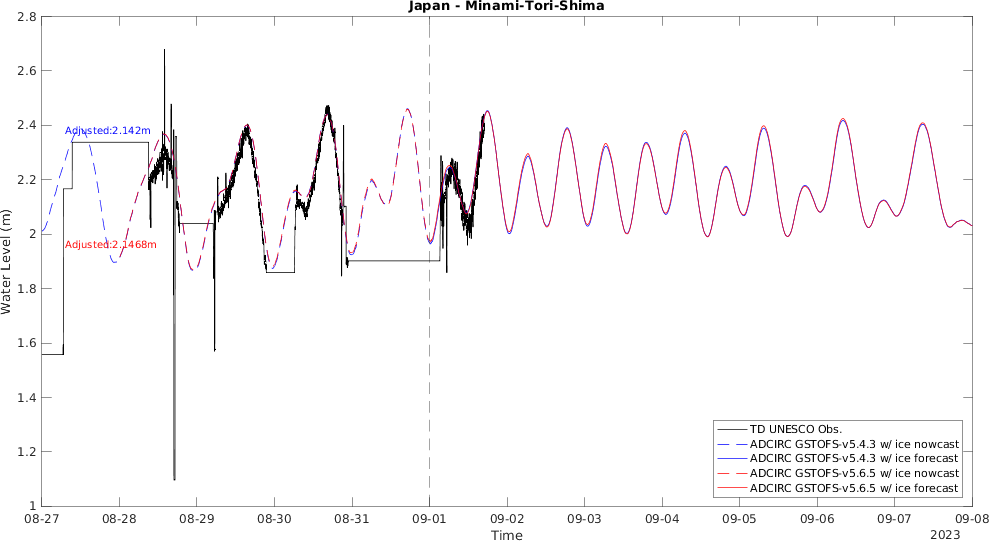 Japan - Minami-Tori-Shima
2.8
2.6
2.4
2.2
2
1.8
1.6
1.4
1.2
1
Water Level (m)
Adjusted:2.142m
Adjusted:2.1468m
TD UNESCO Obs.
ADCIRC GSTOFS-v5.4.3 w/ ice nowcast
ADCIRC GSTOFS-v5.4.3 w/ ice forecast
ADCIRC GSTOFS-v5.6.5 w/ ice nowcast
ADCIRC GSTOFS-v5.6.5 w/ ice forecast
08-27 08-28 08-29 08-30 08-31 09-01 09-02 09-03 09-04 09-05 09-06 09-07 09-08
Time
2023